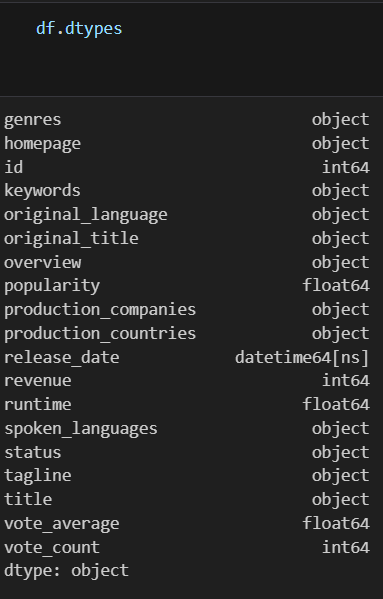 df.dtypes
genres object
homepage object
id int64
keywords object
original_language object
original_title object
overview object
popularity float64
production_companies object
production_countries object
release_date datetime64[ns]
revenue int64
runtime float64
spoken_languages object
status object
tagline object
title object
vote_average float64
vote_count int64
dtype: object